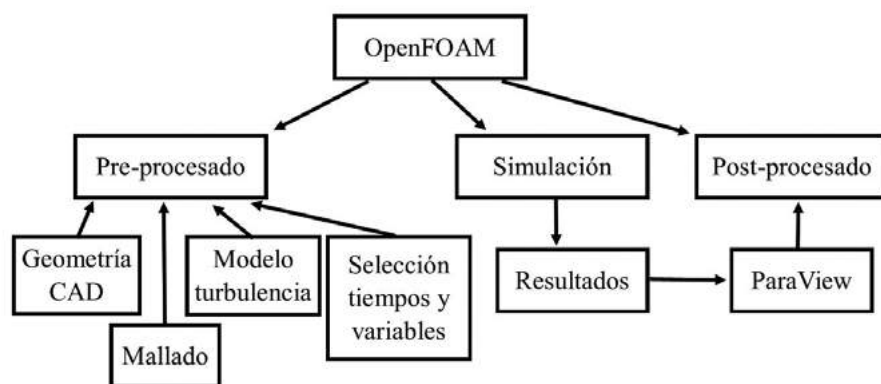 OpenFOAM
Pre-procesado
Simulación
Post-procesado
Geometría
CAD
Mallado
Modelo
turbulencia
Selección
tiempos y
variables
Resultados
ParaView